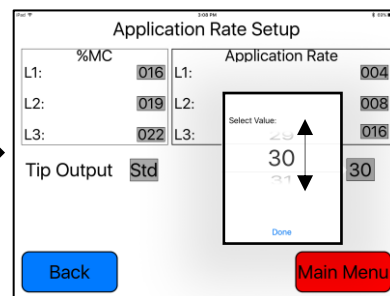 iPad 3:08 PM
Application Rate Setup
%MC Application Rate
L1: 016 L1: 004
L2: 019 L2: 008
L3: 022 L3: 016
Select Value:
29
30
31
Tip Output Std 30
Done
Back Main Menu